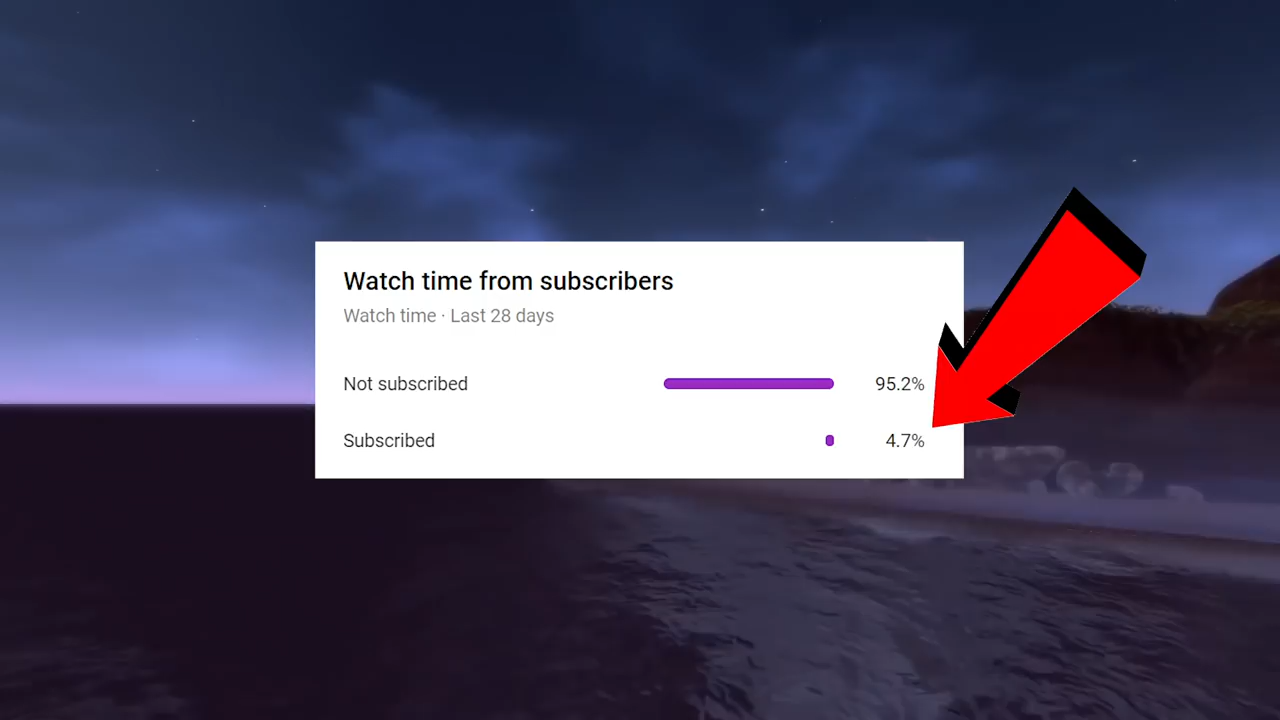 Watch time from subscribers
Watch time · Last 28 days
Not subscribed 95.2%
Subscribed 4.7%